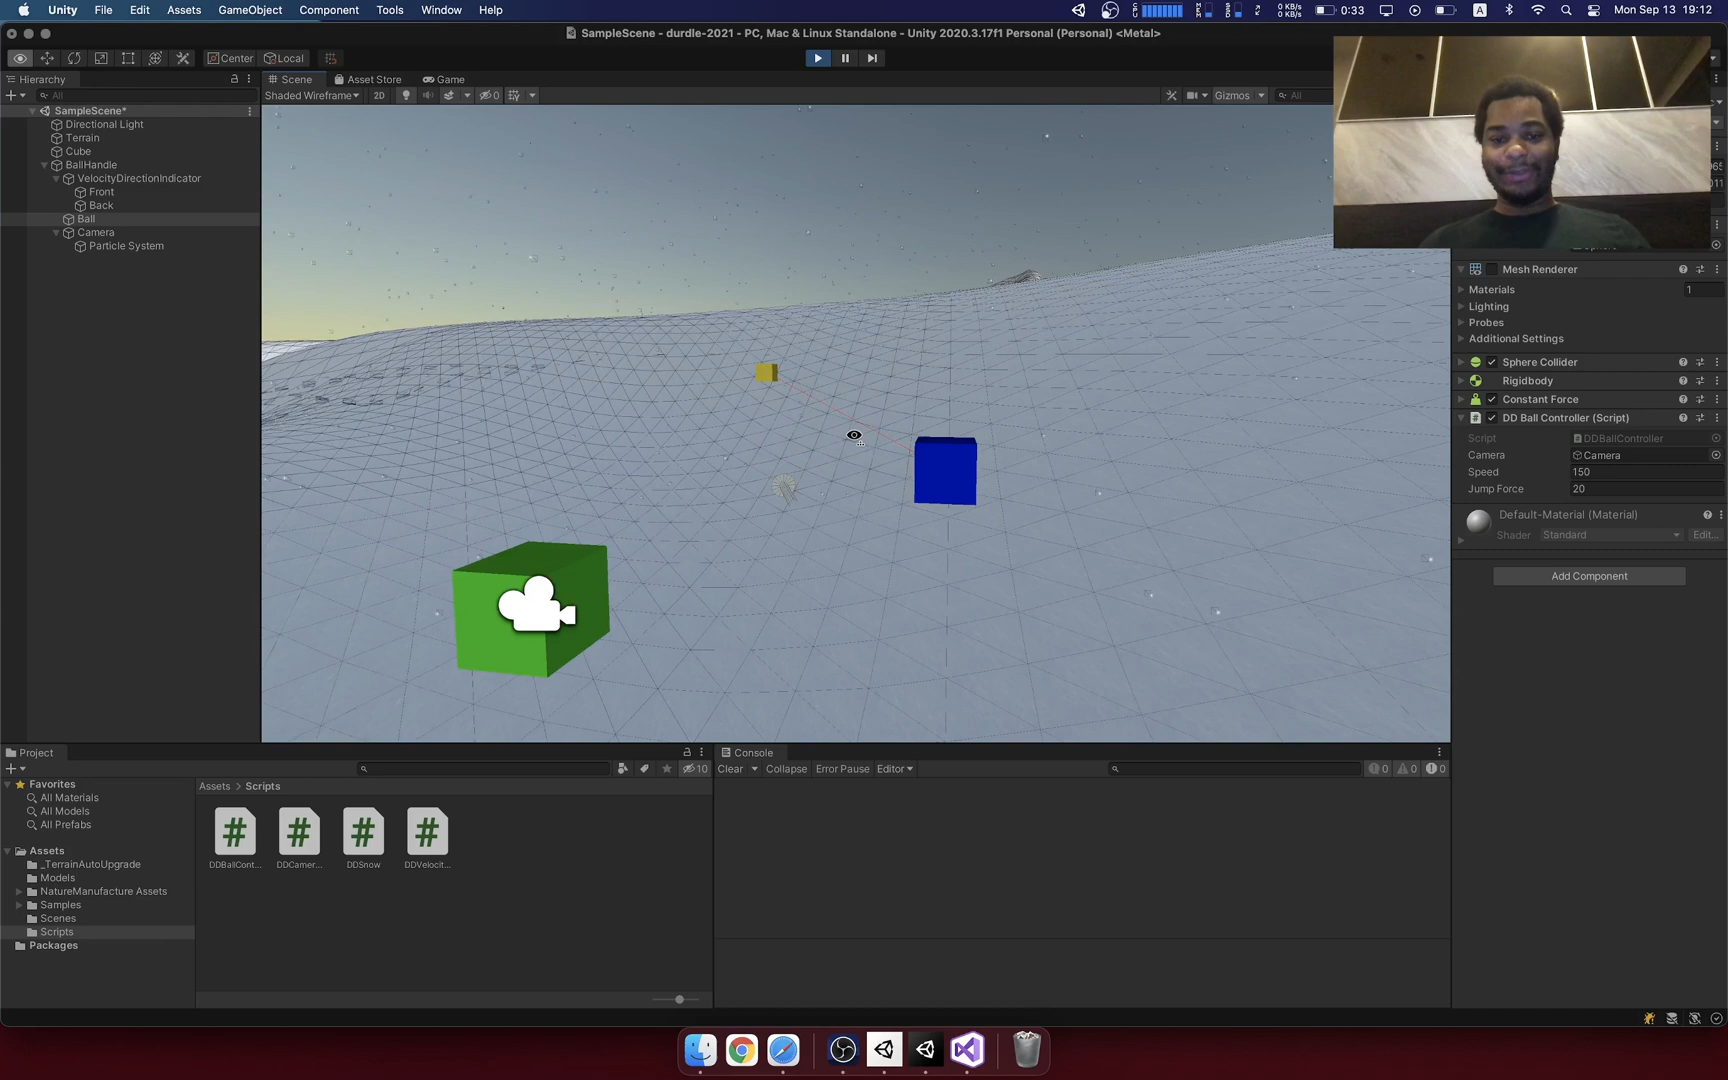 Unity File Edit Assets GameObject Component Tools Window Help 0 KB/s 0 KB/s 0:33 A Mon Sep 13 19:12
SampleScene - durdle-2021 - PC, Mac & Linux Standalone - Unity 2020.3.17f1 Personal (Personal) <Metal>
Center Local
Hierarchy Scene Asset Store Game
All Shaded Wireframe 2D 0 Gizmos All
SampleScene*
Directional Light
Terrain
Cube
BallHandle
VelocityDirectionIndicator
Front
Back
Ball
Camera
Particle System
Mesh Renderer
Materials 1
Lighting
Probes
Additional Settings
Sphere Collider
Rigidbody
Constant Force
# DD Ball Controller (Script)
Script DDBallController
Camera Camera
Speed 150
Jump Force 20
Default-Material (Material)
Shader Standard Edit...
Add Component
Project Console
10 Clear Collapse Error Pause Editor 0 0 0
Favorites Assets > Scripts
All Materials
All Models
All Prefabs
# # # #
DDBallCont... DDCamer... DDSnow DDVelocit...
Assets
_TerrainAutoUpgrade
Models
NatureManufacture Assets
Samples
Scenes
Scripts
Packages